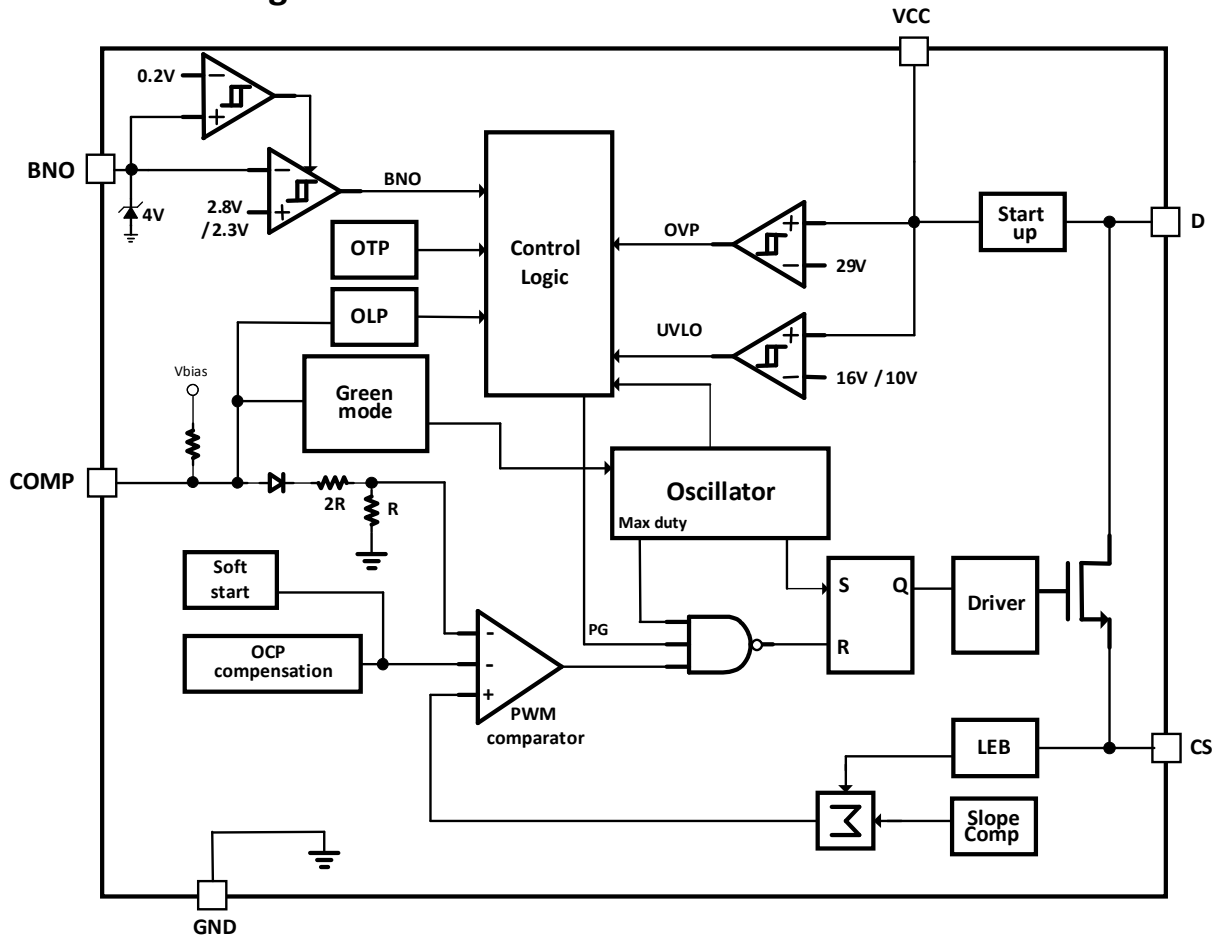 VCC
0.2V
−
+
BNO
4V
−
2.8V
/2.3V
+
BNO
OTP
OLP
Control
Logic
OVP
+
−
29V
Start
up
D
UVLO
+
−
16V / 10V
Vbias
Green
mode
COMP
2R
R
Oscillator
Max duty
Soft
start
OCP
compensation
PG
-
-
+
PWM
comparator
S
Q
R
Driver
LEB
CS
Σ
Slope
Comp
GND